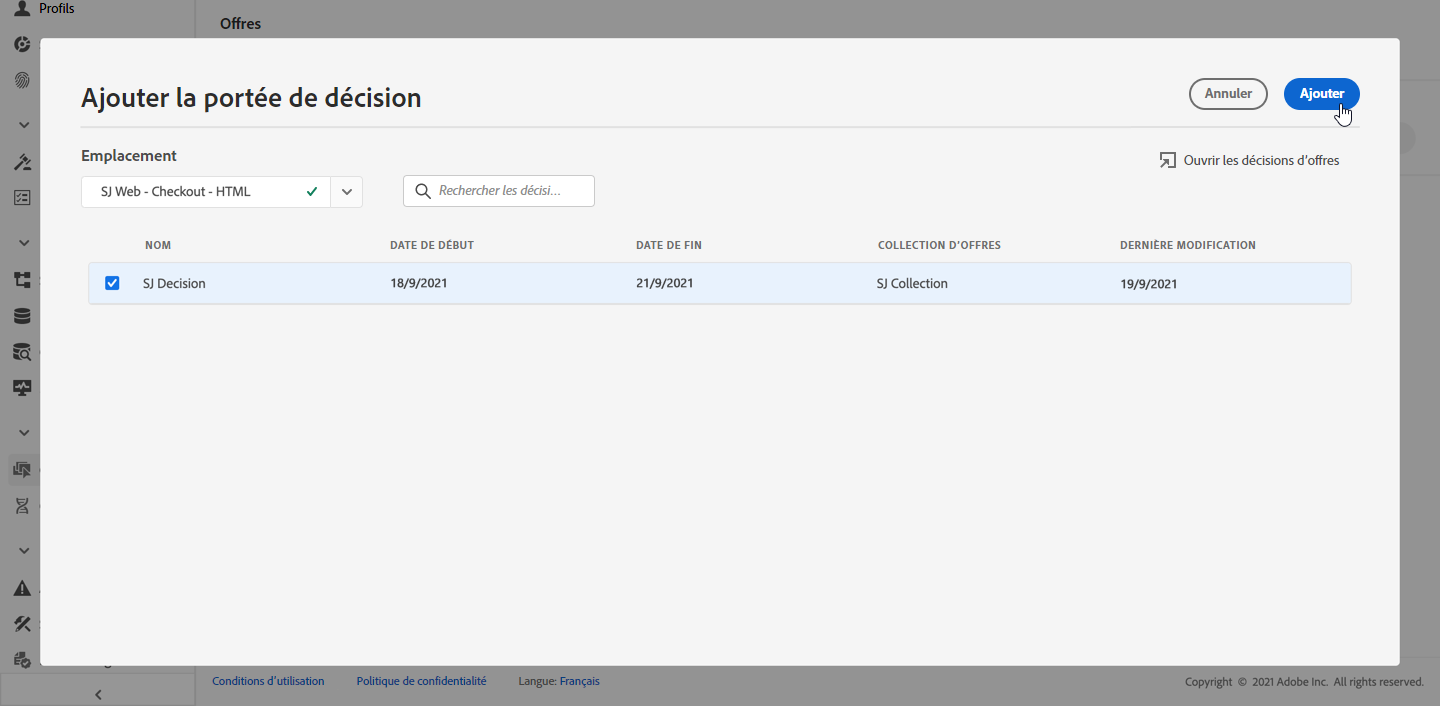 Profils
Offres
Ajouter la portée de décision
Annuler
Ajouter
Emplacement
Ouvrir les décisions d’offres
SJ Web - Checkout - HTML
Rechercher les décisi...
NOM DATE DE DÉBUT DATE DE FIN COLLECTION D’OFFRES DERNIÈRE MODIFICATION
SJ Decision 18/9/2021 21/9/2021 SJ Collection 19/9/2021
Conditions d’utilisation Politique de confidentialité Langue: Français
Copyright © 2021 Adobe Inc. All rights reserved.